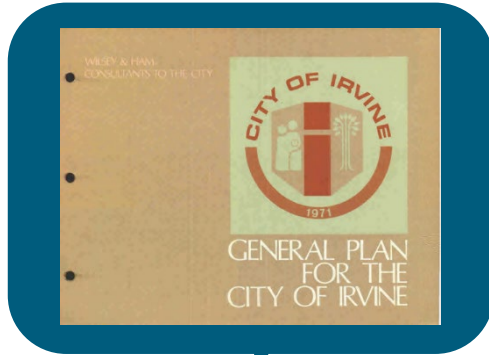 WILSEY & HAM-
CONSULTANTS TO THE CITY
CITY OF IRVINE
1971
GENERAL PLAN
FOR THE
CITY OF IRVINE